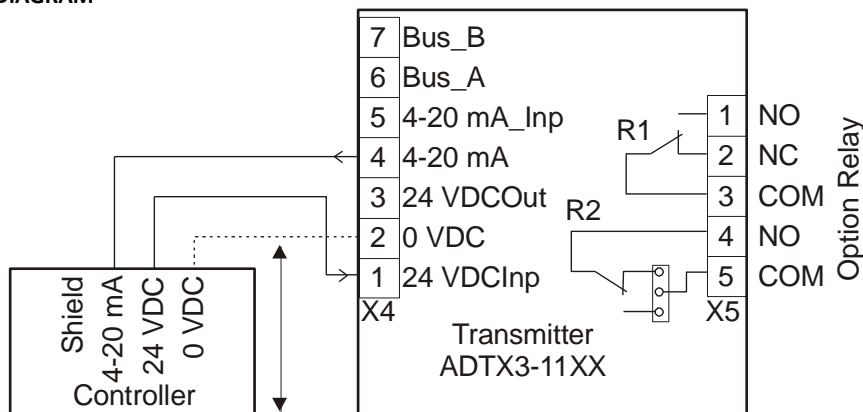 DIAGRAM
7 Bus_B
6 Bus_A
5 4-20 mA_Inp
4 4-20 mA
3 24 VDCOut
2 0 VDC
1 24 VDCInp
X4
R1
R2
1 NO
2 NC
3 COM
4 NO
5 COM
X5
Option Relay
Transmitter
ADTX3-11XX
Shield
4-20 mA
24 VDC
0 VDC
Controller